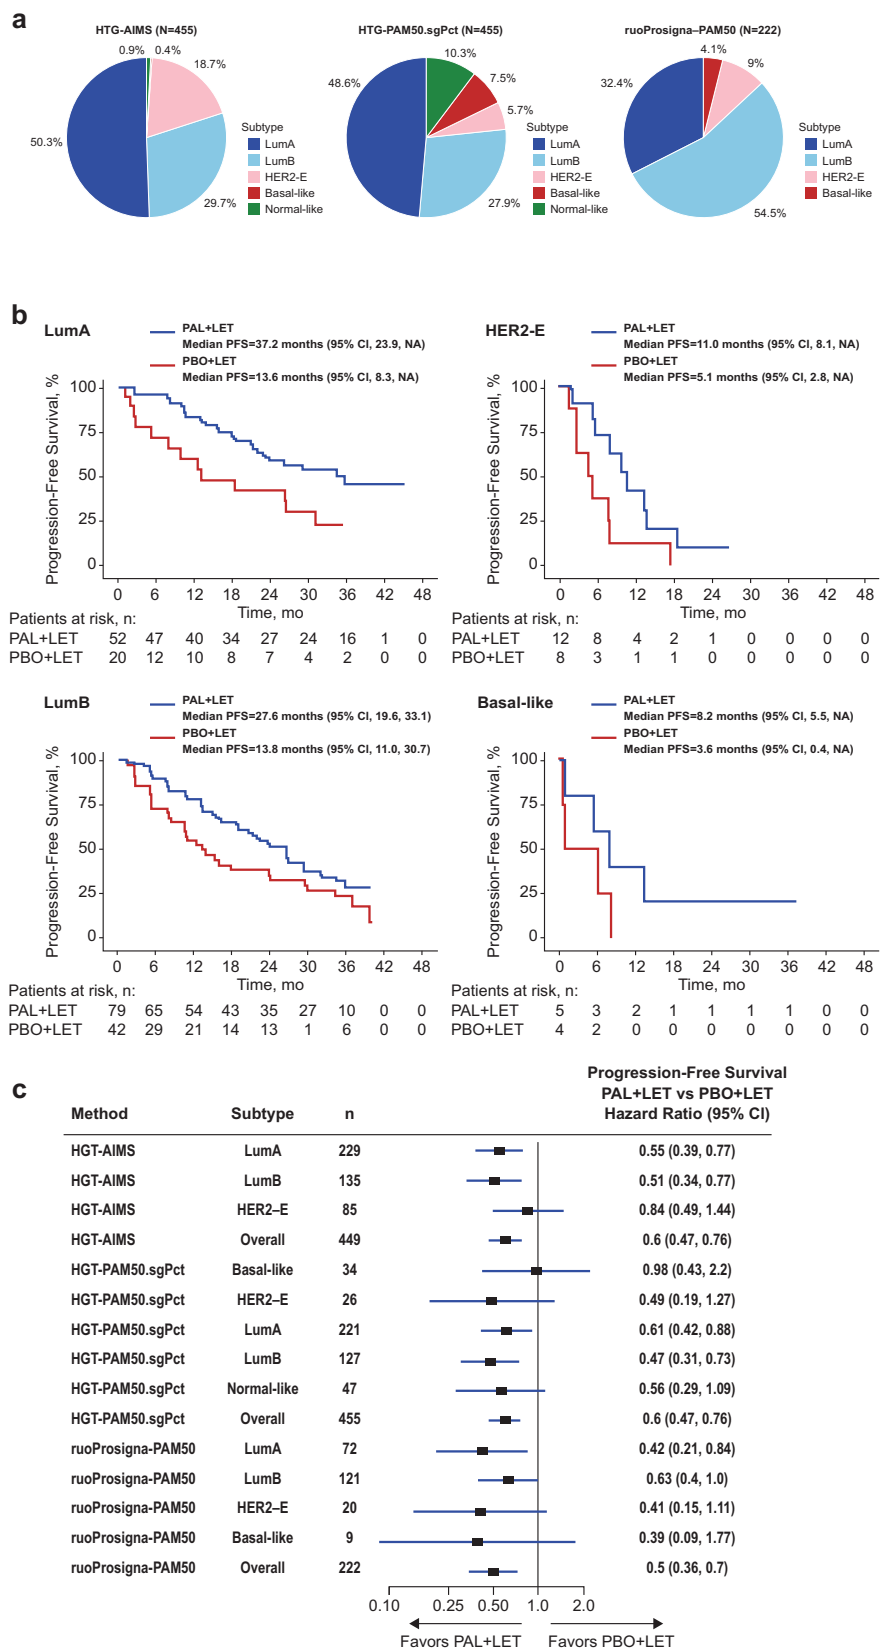 a
HTG-AIMS (N=455)
0.9%
0.4%
18.7%
50.3%
29.7%
Subtype
LumA
LumB
HER2-E
Basal-like
Normal-like
HTG-PAM50.sgPct (N=455)
10.3%
48.6%
7.5%
5.7%
27.9%
Subtype
LumA
LumB
HER2-E
Basal-like
Normal-like
ruoProsigna–PAM50 (N=222)
4.1%
9%
32.4%
54.5%
Subtype
LumA
LumB
HER2-E
Basal-like
b
LumA
PAL+LET
Median PFS=37.2 months (95% CI, 23.9, NA)
PBO+LET
Median PFS=13.6 months (95% CI, 8.3, NA)
Progression-Free Survival, %
100
75
50
25
0
0 6 12 18 24 30 36 42 48
Time, mo
Patients at risk, n:
PAL+LET 52 47 40 34 27 24 16 1 0
PBO+LET 20 12 10 8 7 4 2 0 0
HER2-E
PAL+LET
Median PFS=11.0 months (95% CI, 8.1, NA)
PBO+LET
Median PFS=5.1 months (95% CI, 2.8, NA)
Progression-Free Survival, %
100
75
50
25
0
0 6 12 18 24 30 36 42 48
Time, mo
Patients at risk, n:
PAL+LET 12 8 4 2 1 0 0 0 0
PBO+LET 8 3 1 1 0 0 0 0 0
LumB
PAL+LET
Median PFS=27.6 months (95% CI, 19.6, 33.1)
PBO+LET
Median PFS=13.8 months (95% CI, 11.0, 30.7)
Progression-Free Survival, %
100
75
50
25
0
0 6 12 18 24 30 36 42 48
Time, mo
Patients at risk, n:
PAL+LET 79 65 54 43 35 27 10 0 0
PBO+LET 42 29 21 14 13 1 6 0 0
Basal-like
PAL+LET
Median PFS=8.2 months (95% CI, 5.5, NA)
PBO+LET
Median PFS=3.6 months (95% CI, 0.4, NA)
Progression-Free Survival, %
100
75
50
25
0
0 6 12 18 24 30 36 42 48
Time, mo
Patients at risk, n:
PAL+LET 5 3 2 1 1 1 1 0 0
PBO+LET 4 2 0 0 0 0 0 0 0
c
Progression-Free Survival
PAL+LET vs PBO+LET
Method Subtype n Hazard Ratio (95% CI)
HGT-AIMS LumA 229 0.55 (0.39, 0.77)
HGT-AIMS LumB 135 0.51 (0.34, 0.77)
HGT-AIMS HER2–E 85 0.84 (0.49, 1.44)
HGT-AIMS Overall 449 0.6 (0.47, 0.76)
HGT-PAM50.sgPct Basal-like 34 0.98 (0.43, 2.2)
HGT-PAM50.sgPct HER2–E 26 0.49 (0.19, 1.27)
HGT-PAM50.sgPct LumA 221 0.61 (0.42, 0.88)
HGT-PAM50.sgPct LumB 127 0.47 (0.31, 0.73)
HGT-PAM50.sgPct Normal-like 47 0.56 (0.29, 1.09)
HGT-PAM50.sgPct Overall 455 0.6 (0.47, 0.76)
ruoProsigna-PAM50 LumA 72 0.42 (0.21, 0.84)
ruoProsigna-PAM50 LumB 121 0.63 (0.4, 1.0)
ruoProsigna-PAM50 HER2–E 20 0.41 (0.15, 1.11)
ruoProsigna-PAM50 Basal-like 9 0.39 (0.09, 1.77)
ruoProsigna-PAM50 Overall 222 0.5 (0.36, 0.7)
0.10 0.25 0.50 1.0 2.0
Favors PAL+LET Favors PBO+LET